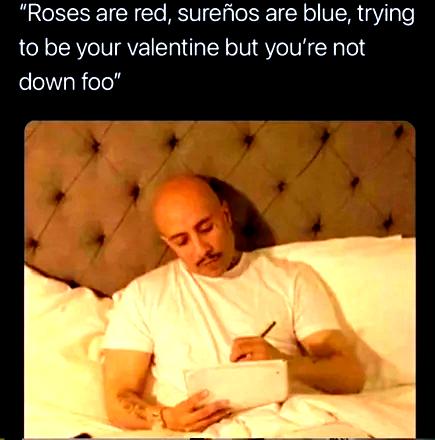 “Roses are red, sureños are blue, trying
to be your valentine but you’re not
down foo”